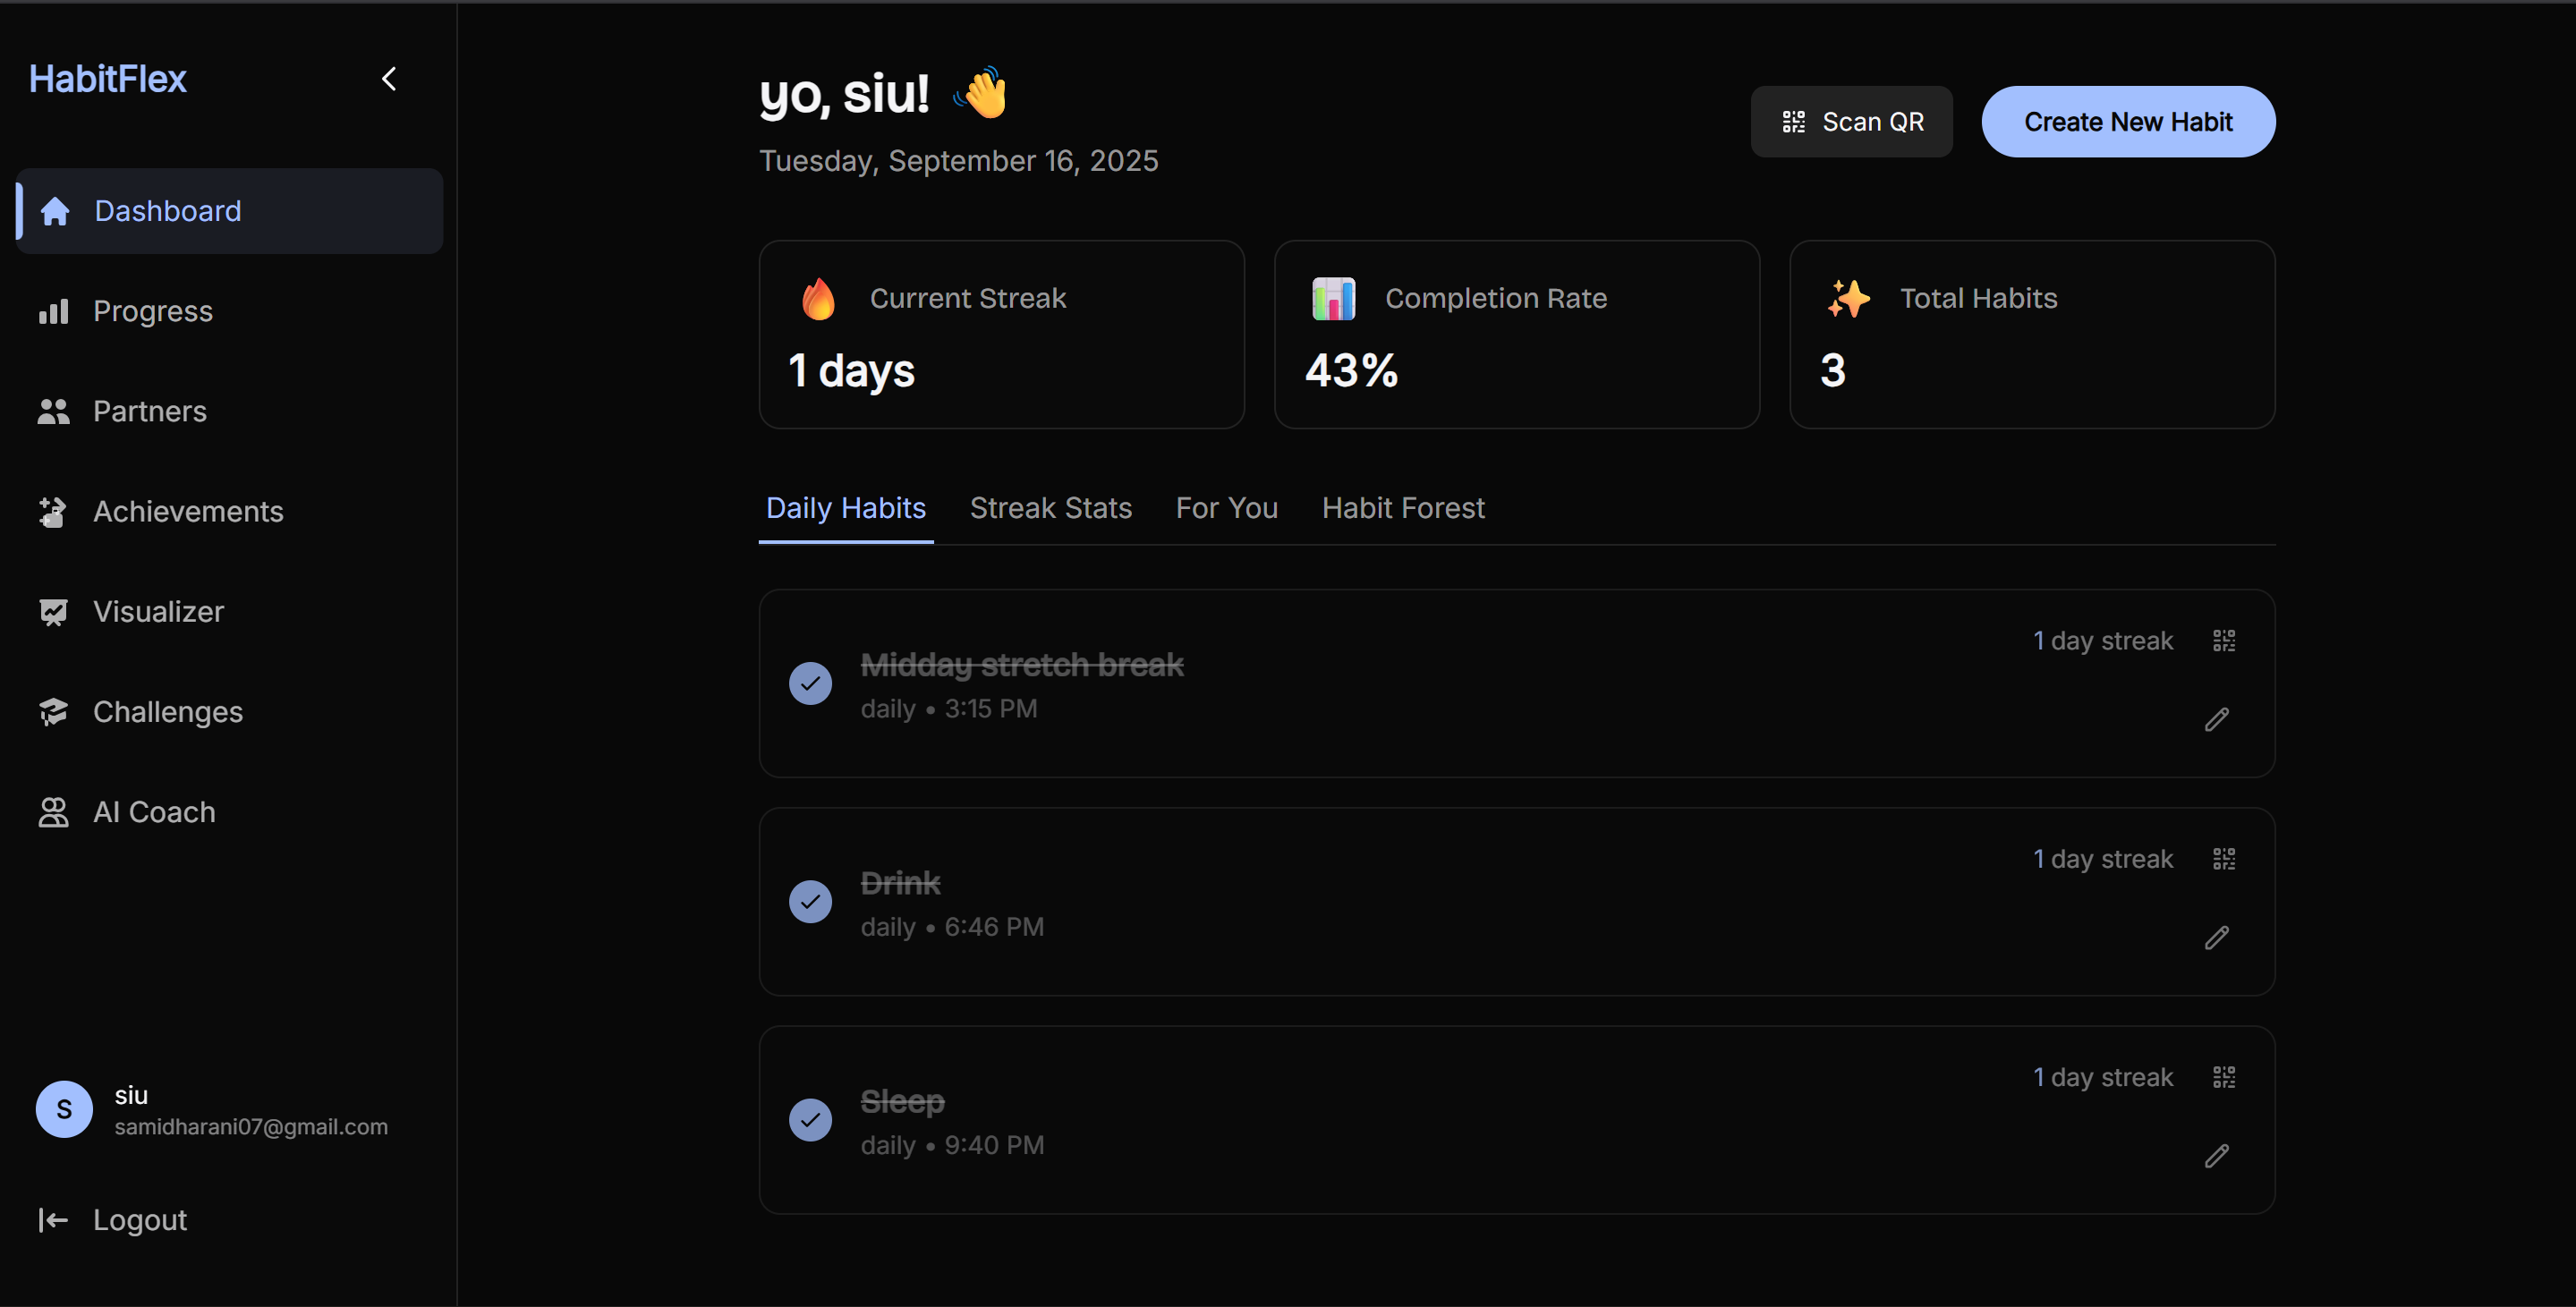 HabitFlex
Dashboard
Progress
Partners
Achievements
Visualizer
Challenges
AI Coach
S
siu
samidharani07@gmail.com
Logout
yo, siu! 👋
Tuesday, September 16, 2025
Scan QR
Create New Habit
Current Streak
1 days
Completion Rate
43%
Total Habits
3
Daily Habits
Streak Stats
For You
Habit Forest
Midday stretch break
daily • 3:15 PM
1 day streak
Drink
daily • 6:46 PM
1 day streak
Sleep
daily • 9:40 PM
1 day streak